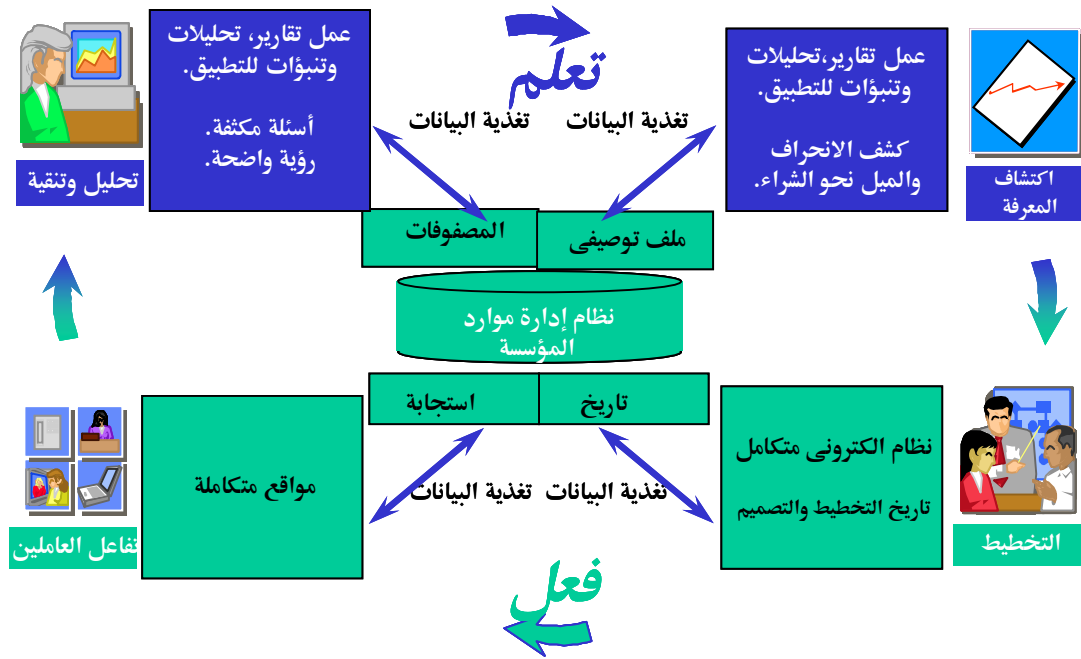 تعلم
عمل تقارير،تحليلات
وتنبؤات للتطبيق.
كشف الانحراف
والميل نحو الشراء.
اكتشاف
المعرفة
عمل تقارير، تحليلات
وتنبؤات للتطبيق.
أسئلة مكثفة.
رؤية واضحة.
تحليل وتنقية
تغذية البيانات
تغذية البيانات
ملف توصيفى
المصفوفات
نظام إدارة موارد
المؤسسة
تاريخ
استجابة
نظام الكترونى متكامل
تاريخ التخطيط والتصميم
التخطيط
تغذية البيانات
تغذية البيانات
مواقع متكاملة
تفاعل العاملين
فعل